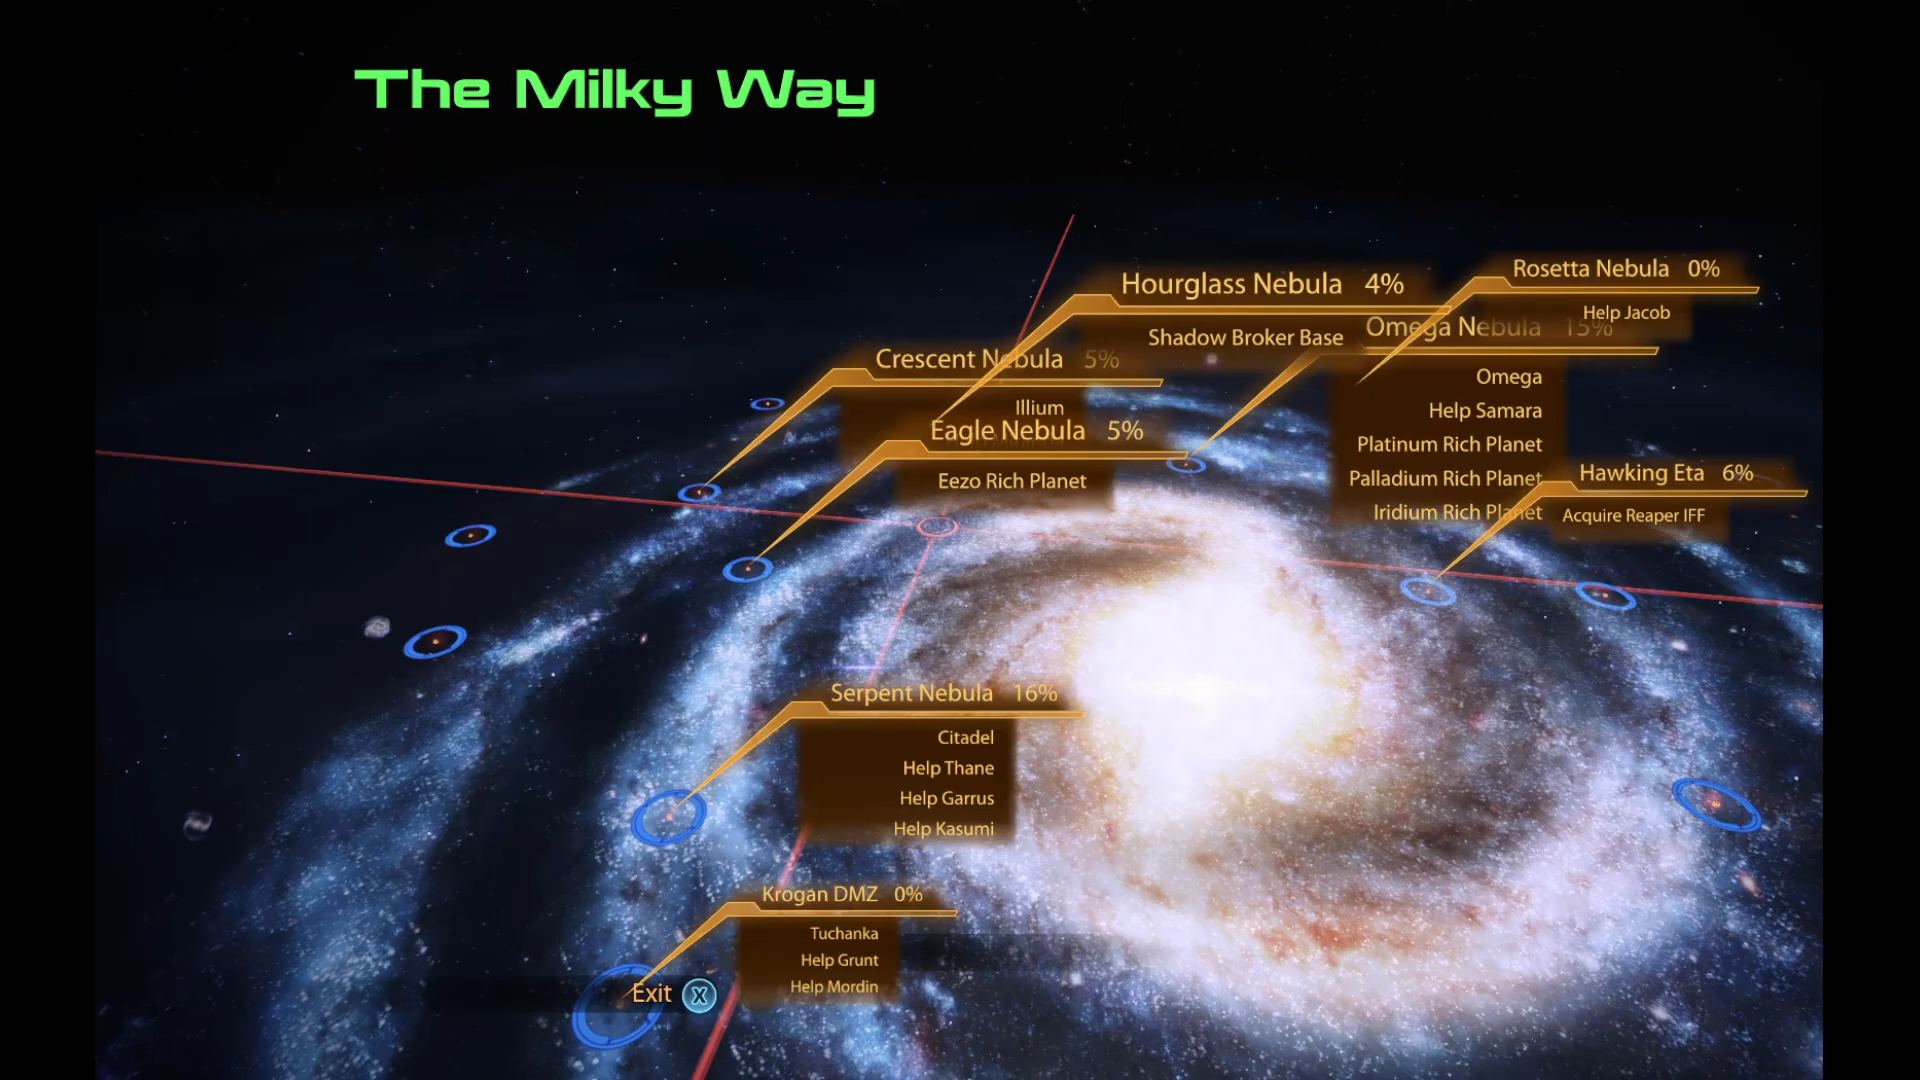 The Milky Way
Rosetta Nebula 0%
Help Jacob
Hourglass Nebula 4%
Shadow Broker Base
Omega Nebula 15%
Omega
Help Samara
Platinum Rich Planet
Palladium Rich Planet
Iridium Rich Planet
Crescent Nebula 5%
Illium
Eagle Nebula 5%
Eezo Rich Planet
Hawking Eta 6%
Acquire Reaper IFF
Serpent Nebula 16%
Citadel
Help Thane
Help Garrus
Help Kasumi
Krogan DMZ 0%
Tuchanka
Help Grunt
Help Mordin
Exit X